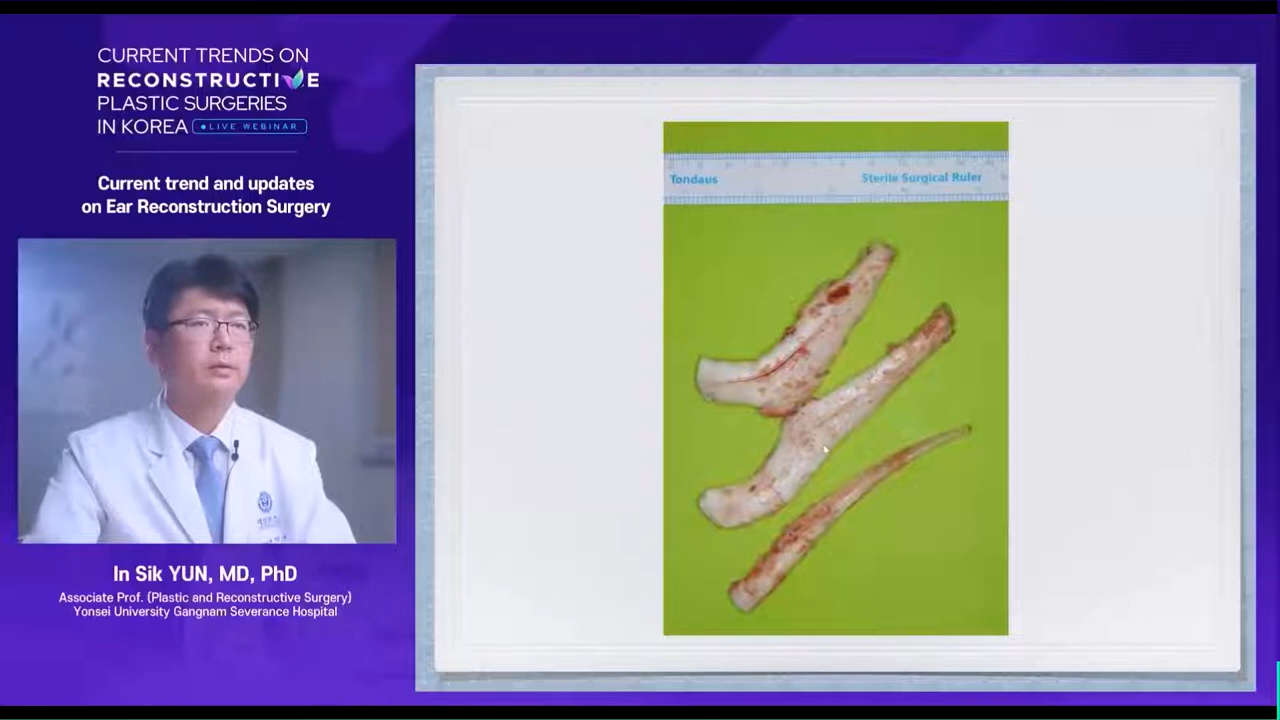 CURRENT TRENDS ON
RECONSTRUCTIVE
PLASTIC SURGERIES
IN KOREA LIVE WEBINAR
Current trend and updates
on Ear Reconstruction Surgery
In Sik YUN, MD, PhD
Associate Prof. (Plastic and Reconstructive Surgery)
Yonsei University Gangnam Severance Hospital
Tondaus Sterile Surgical Ruler